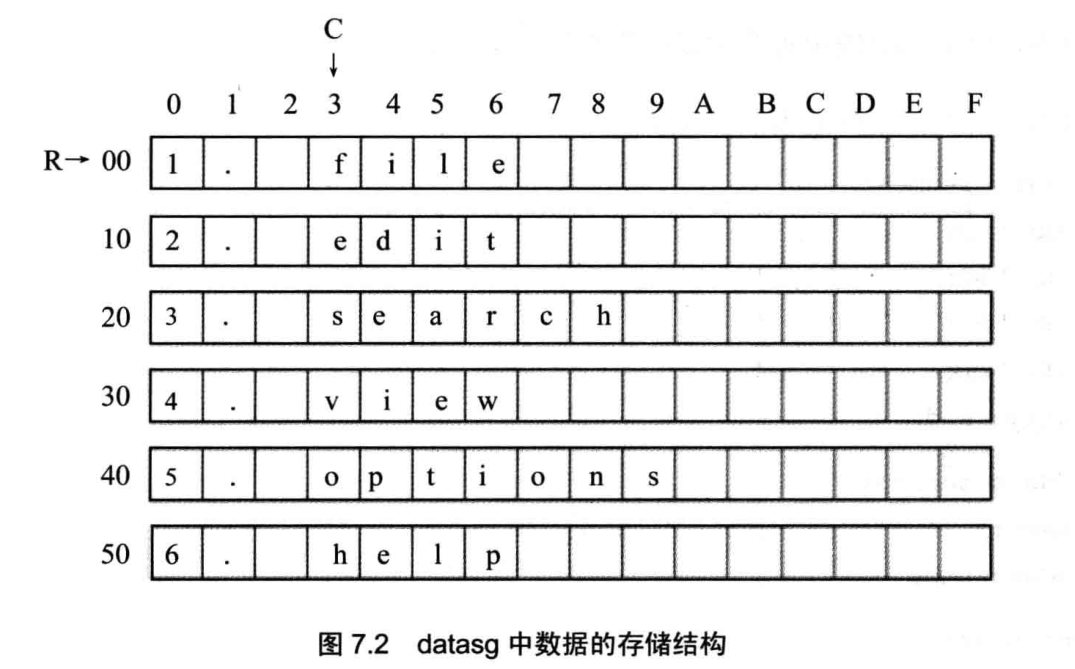 C
↓
0 1 2 3 4 5 6 7 8 9 A B C D E F
R→ 00 1 . f i l e
10 2 . e d i t
20 3 . s e a r c h
30 4 . v i e w
40 5 . o p t i o n s
50 6 . h e l p
图 7.2 datasg 中数据的存储结构